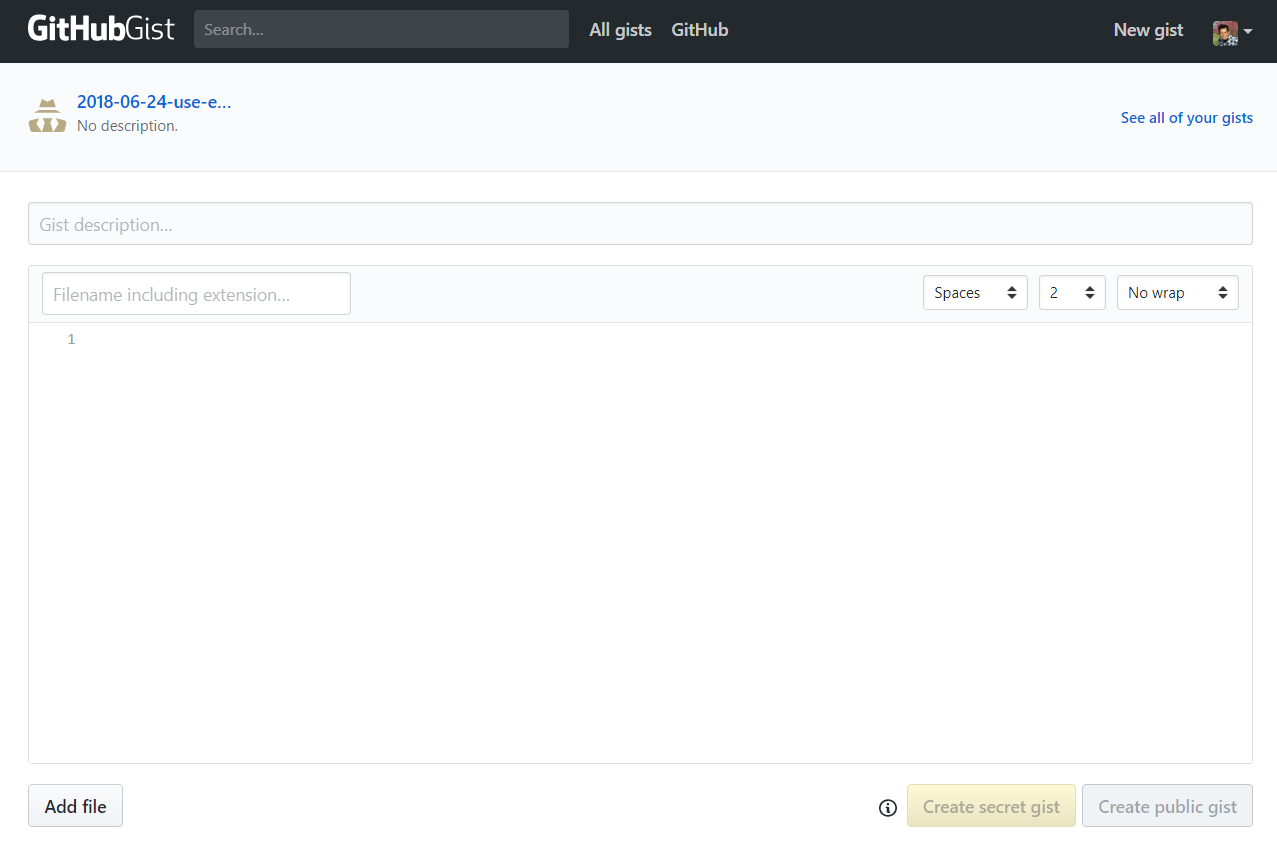 GitHubGist Search... All gists GitHub New gist
2018-06-24-use-e...
No description.
See all of your gists
Gist description...
Filename including extension... Spaces 2 No wrap
1
Add file Create secret gist Create public gist